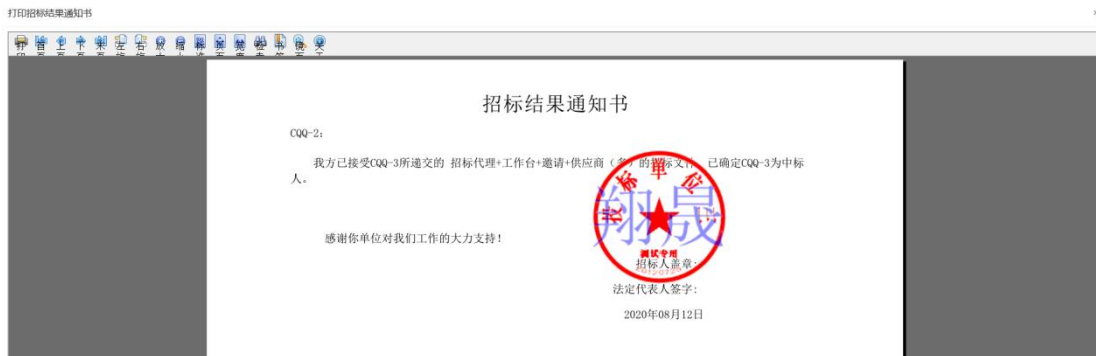 打印招标结果通知书
招标结果通知书
CQQ-2:
我方已接受CQQ-3所递交的 招标代理+工作台+邀请+供应商（多）的投标文件，已确定CQQ-3为中标
人。
投标单位
翔晟
感谢你单位对我们工作的大力支持！
测试专用
招标人盖章:
法定代表人签字:
2020年08月12日